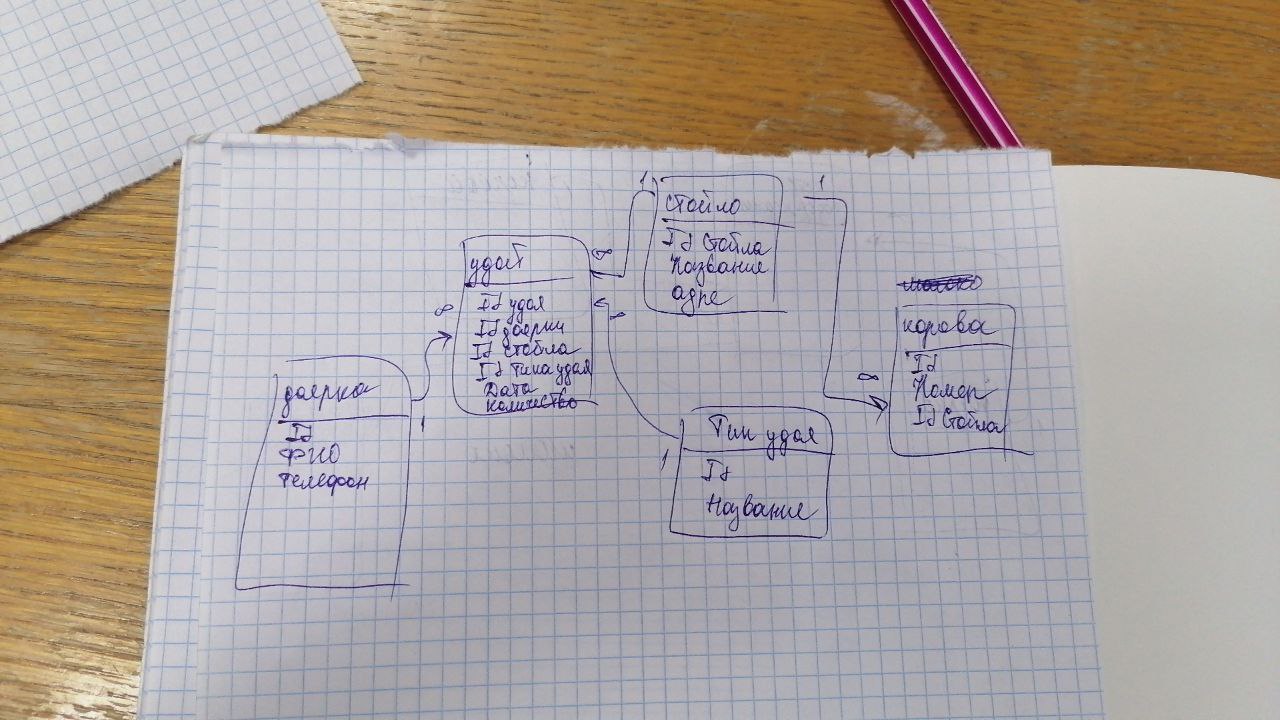 доярка
Id
ФИО
Телефон
удой
Id удоя
Id доярки
Id Стойла
Id Типа удоя
Дата
Количество
Стойло
Id Стойла
Название
адре
Тип удоя
Id
Название
корова
Id
Номер
Id Стойла
1
∞
1
∞
1
1
∞